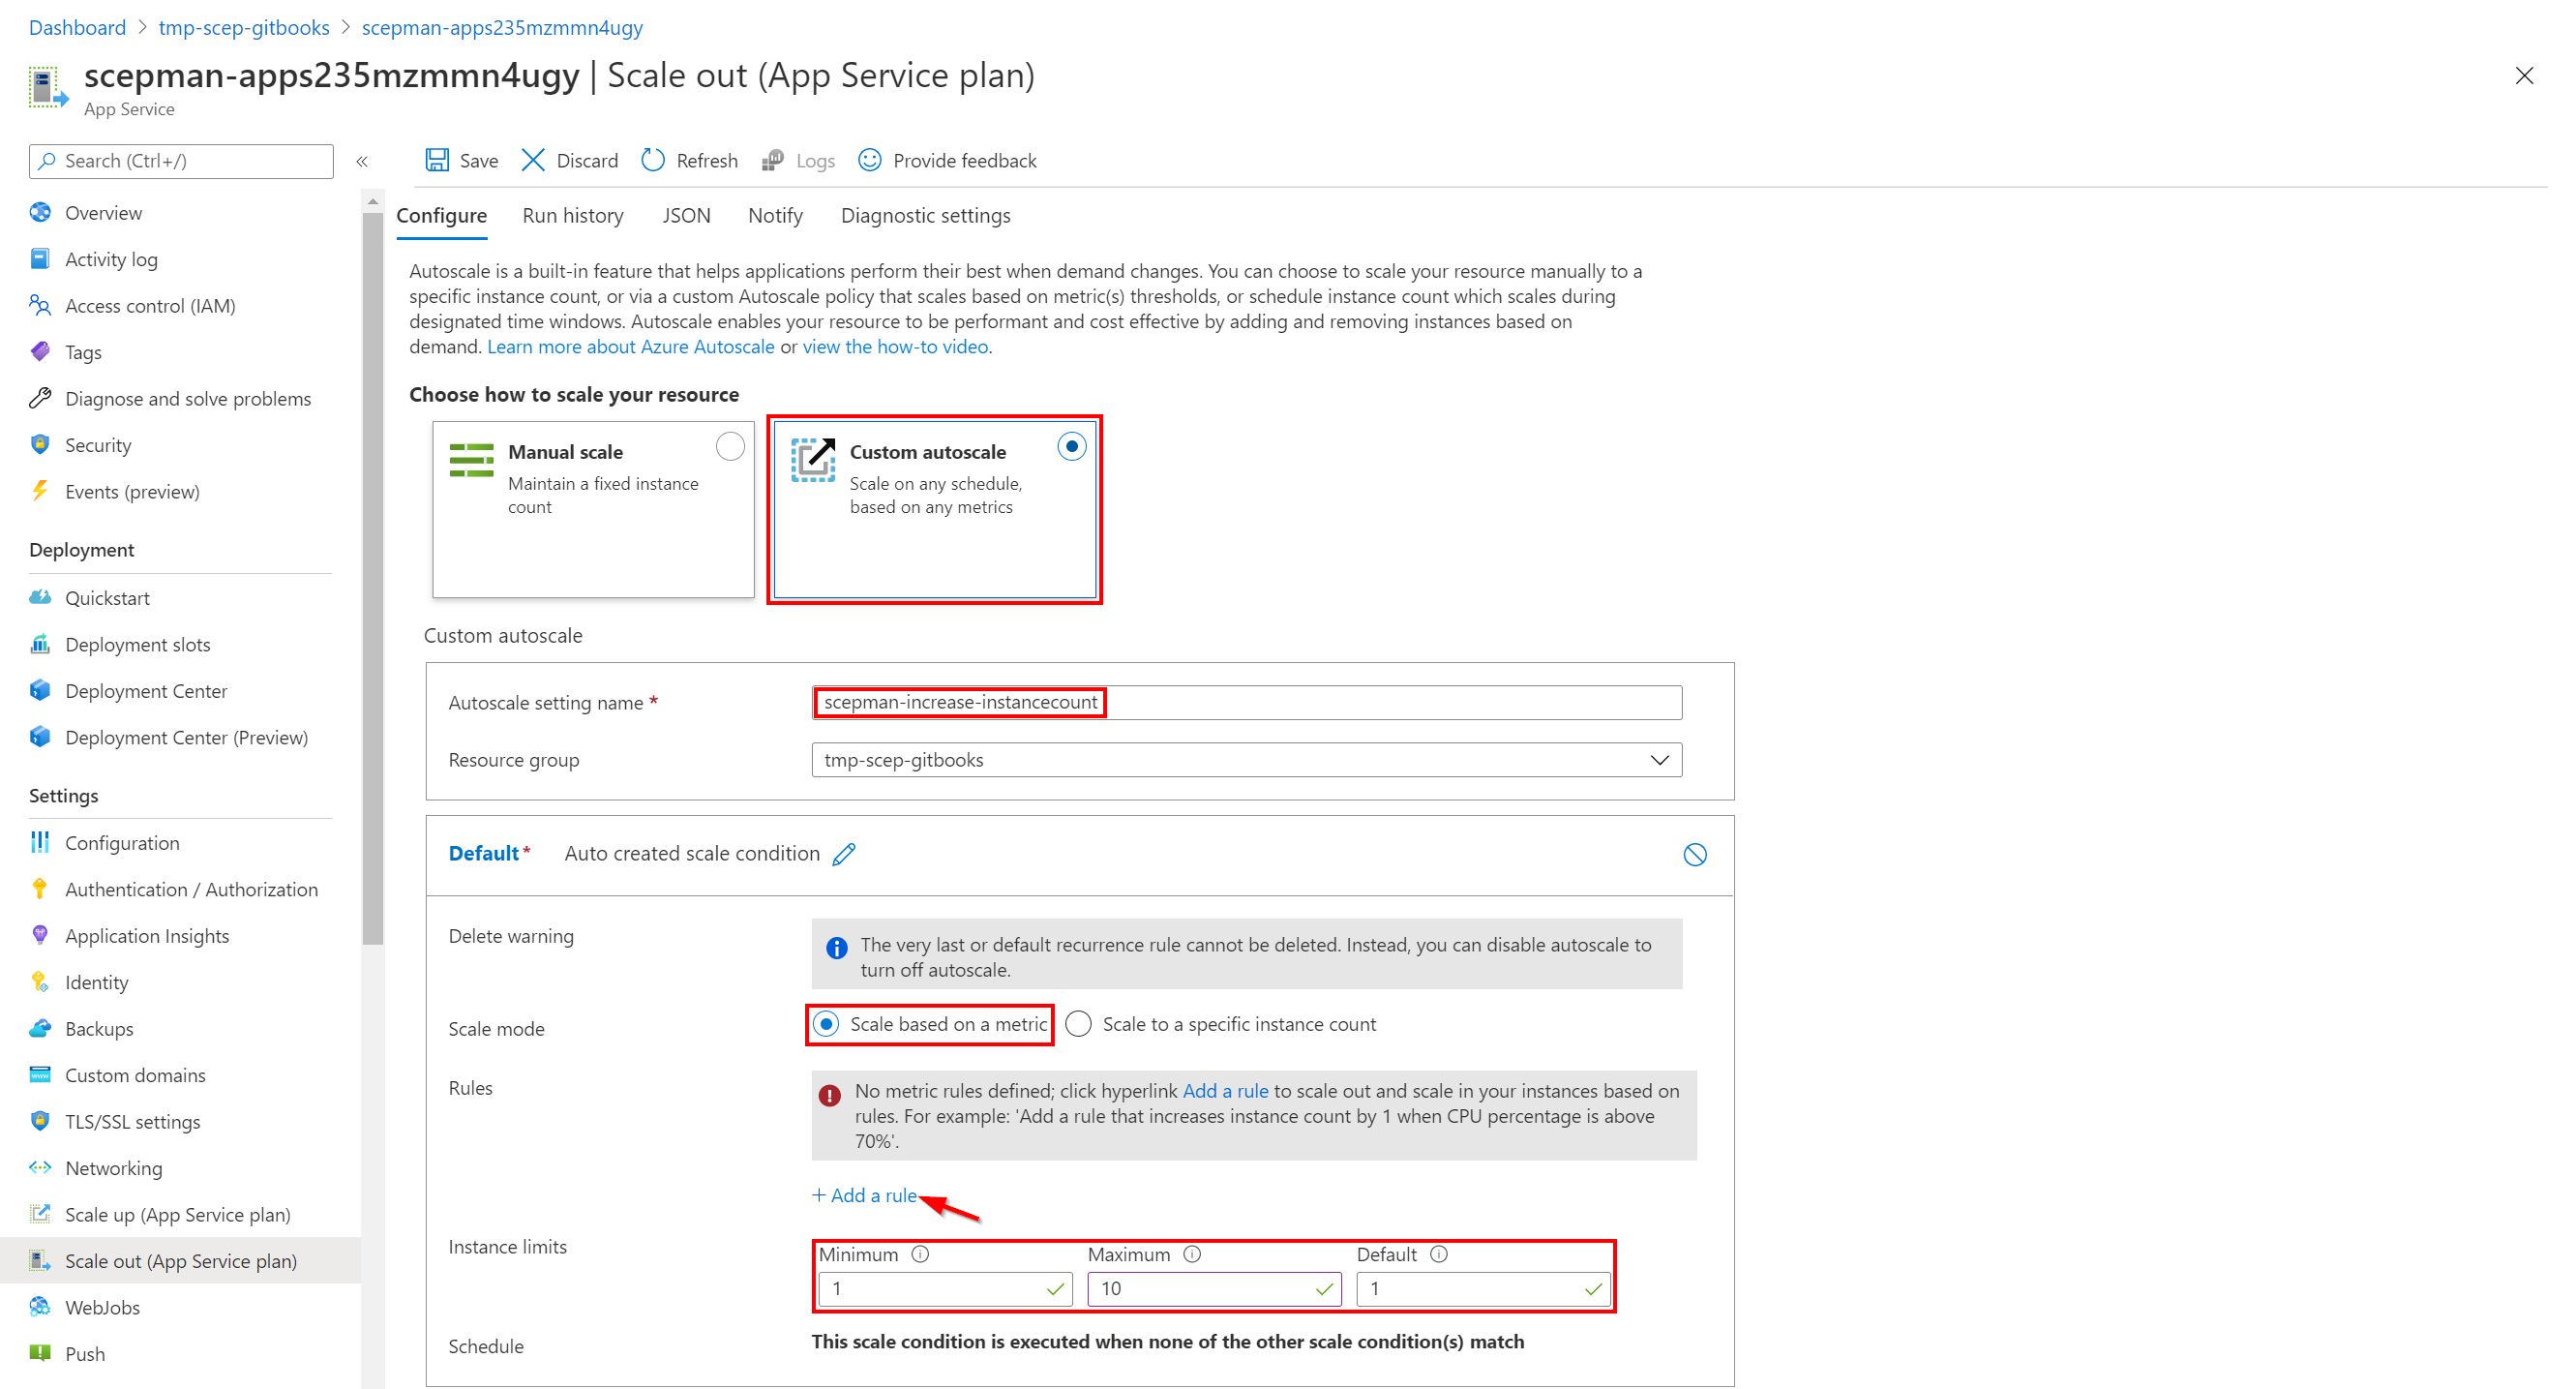 Dashboard > tmp-scep-gitbooks > scepman-apps235mzmmn4ugy
scepman-apps235mzmmn4ugy | Scale out (App Service plan)
App Service
Search (Ctrl+/)
«
Save
Discard
Refresh
Logs
Provide feedback
Overview
Activity log
Access control (IAM)
Tags
Diagnose and solve problems
Security
Events (preview)
Deployment
Quickstart
Deployment slots
Deployment Center
Deployment Center (Preview)
Settings
Configuration
Authentication / Authorization
Application Insights
Identity
Backups
Custom domains
TLS/SSL settings
Networking
Scale up (App Service plan)
Scale out (App Service plan)
WebJobs
Push
Configure
Run history
JSON
Notify
Diagnostic settings
Autoscale is a built-in feature that helps applications perform their best when demand changes. You can choose to scale your resource manually to a
specific instance count, or via a custom Autoscale policy that scales based on metric(s) thresholds, or schedule instance count which scales during
designated time windows. Autoscale enables your resource to be performant and cost effective by adding and removing instances based on
demand. Learn more about Azure Autoscale or view the how-to video.
Choose how to scale your resource
Manual scale
Maintain a fixed instance
count
Custom autoscale
Scale on any schedule,
based on any metrics
Custom autoscale
Autoscale setting name *
scepman-increase-instancecount
Resource group
tmp-scep-gitbooks
Default* Auto created scale condition
Delete warning
The very last or default recurrence rule cannot be deleted. Instead, you can disable autoscale to
turn off autoscale.
Scale mode
Scale based on a metric
Scale to a specific instance count
Rules
No metric rules defined; click hyperlink Add a rule to scale out and scale in your instances based on
rules. For example: 'Add a rule that increases instance count by 1 when CPU percentage is above
70%'.
+ Add a rule
Instance limits
Minimum
Maximum
Default
1
10
1
Schedule
This scale condition is executed when none of the other scale condition(s) match